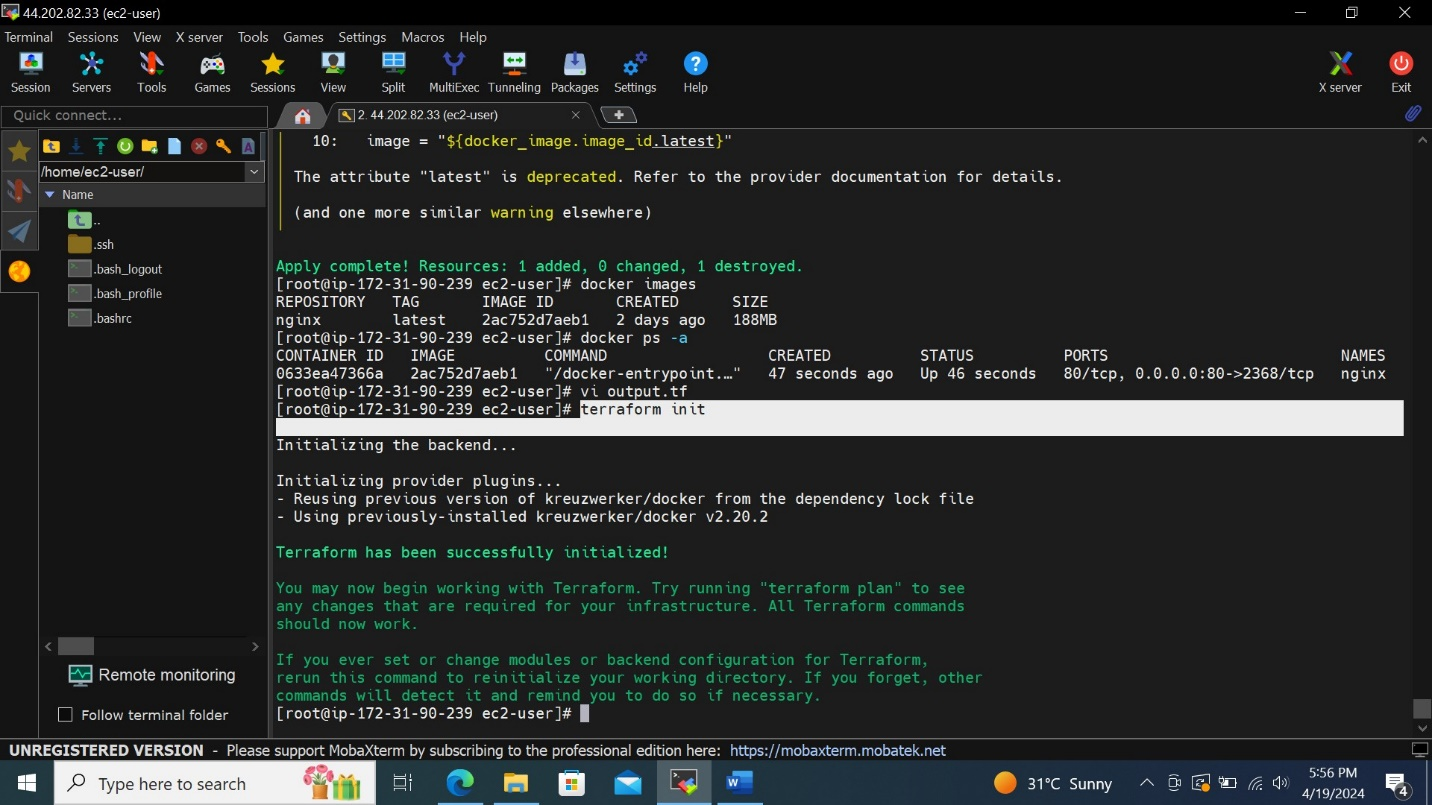 44.202.82.33 (ec2-user)
Terminal Sessions View X server Tools Games Settings Macros Help
Session Servers Tools Games Sessions View Split MultiExec Tunneling Packages Settings Help X server Exit
Quick connect...
2. 44.202.82.33 (ec2-user)
/home/ec2-user/
Name
..
.ssh
.bash_logout
.bash_profile
.bashrc
Remote monitoring
Follow terminal folder
10: image = "${docker_image.image_id.latest}"
The attribute "latest" is deprecated. Refer to the provider documentation for details.
(and one more similar warning elsewhere)
Apply complete! Resources: 1 added, 0 changed, 1 destroyed.
[root@ip-172-31-90-239 ec2-user]# docker images
REPOSITORY TAG IMAGE ID CREATED SIZE
nginx latest 2ac752d7aeb1 2 days ago 188MB
[root@ip-172-31-90-239 ec2-user]# docker ps -a
CONTAINER ID IMAGE COMMAND CREATED STATUS PORTS NAMES
0633ea47366a 2ac752d7aeb1 "/docker-entrypoint.…" 47 seconds ago Up 46 seconds 80/tcp, 0.0.0.0:80->2368/tcp nginx
[root@ip-172-31-90-239 ec2-user]# vi output.tf
[root@ip-172-31-90-239 ec2-user]# terraform init
Initializing the backend...
Initializing provider plugins...
- Reusing previous version of kreuzwerker/docker from the dependency lock file
- Using previously-installed kreuzwerker/docker v2.20.2
Terraform has been successfully initialized!
You may now begin working with Terraform. Try running "terraform plan" to see
any changes that are required for your infrastructure. All Terraform commands
should now work.
If you ever set or change modules or backend configuration for Terraform,
rerun this command to reinitialize your working directory. If you forget, other
commands will detect it and remind you to do so if necessary.
[root@ip-172-31-90-239 ec2-user]#
UNREGISTERED VERSION - Please support MobaXterm by subscribing to the professional edition here: https://mobaxterm.mobatek.net
Type here to search
31°C Sunny
5:56 PM
4/19/2024
4